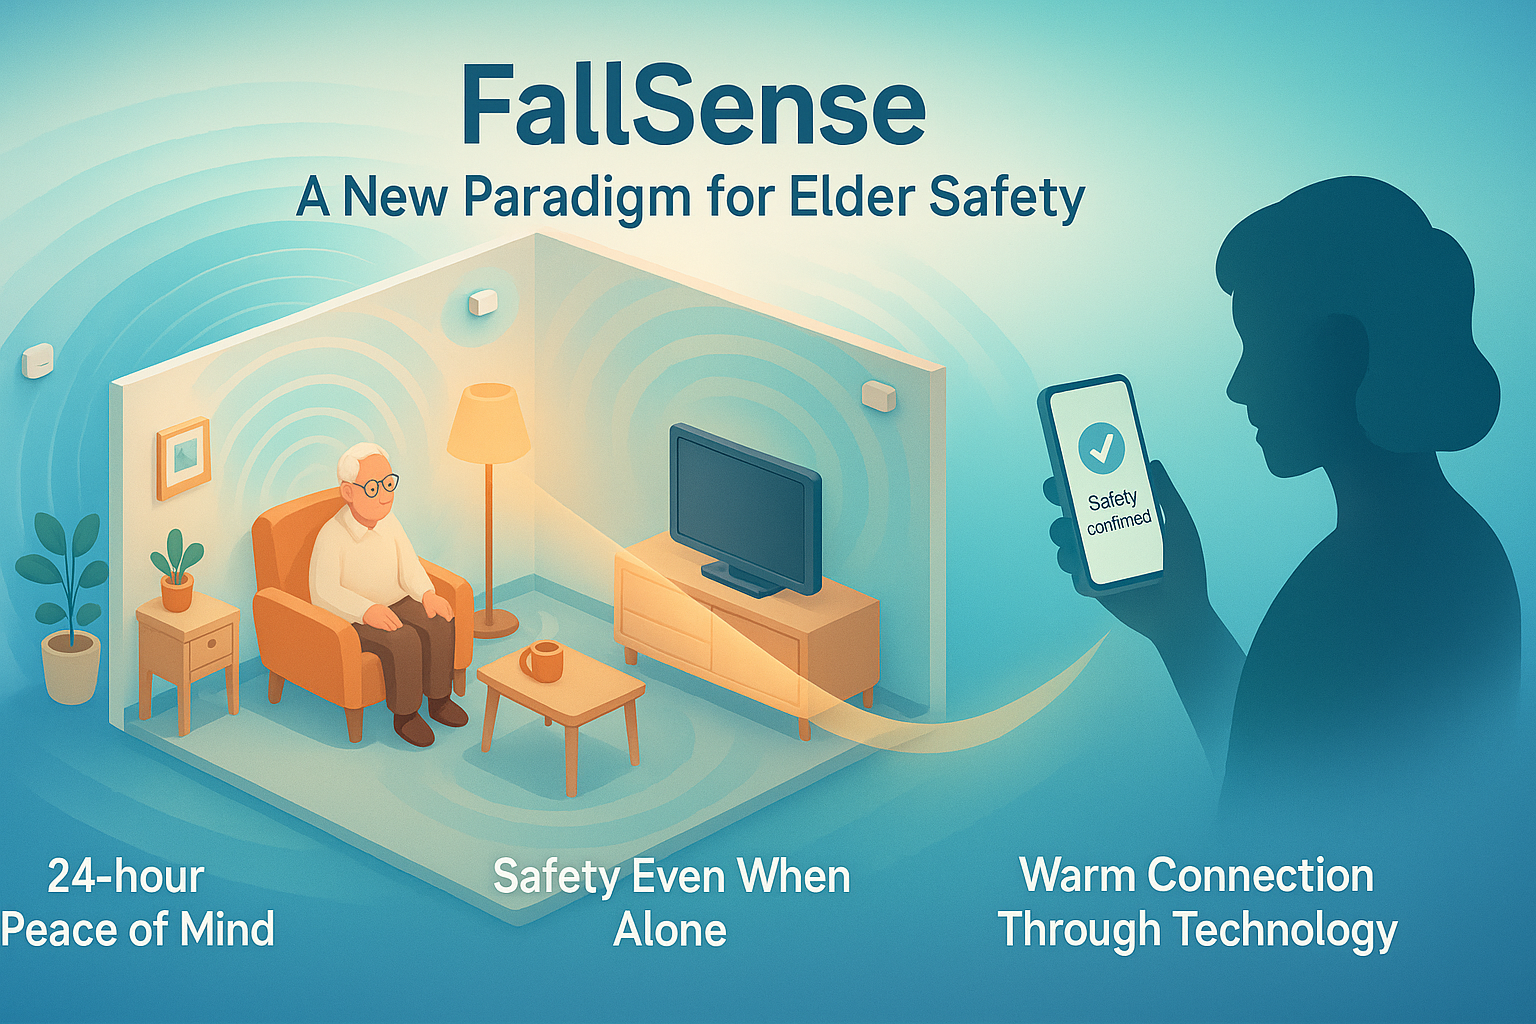 FallSense
A New Paradigm for Elder Safety
Safety
confimed
24-hour
Peace of Mind
Safety Even When
Alone
Warm Connection
Through Technology